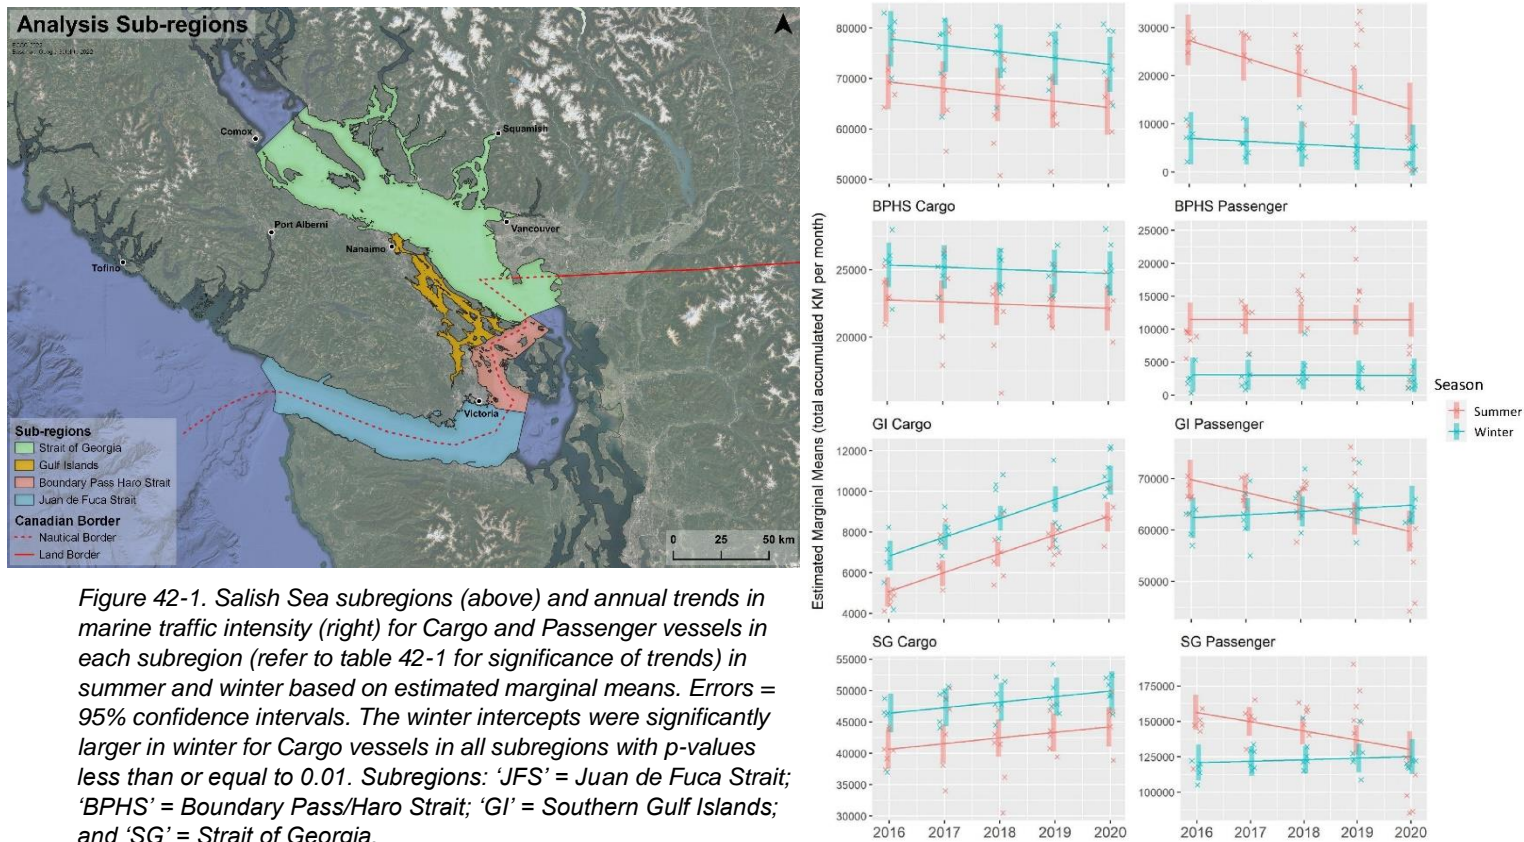 Analysis Sub-regions
Comox
Squamish
Port Alberni
Vancouver
Nanaimo
Tofino
Victoria
Sub-regions
Strait of Georgia
Gulf Islands
Boundary Pass Haro Strait
Juan de Fuca Strait
Canadian Border
Nautical Border
Land Border
0 25 50 km
Figure 42-1. Salish Sea subregions (above) and annual trends in
marine traffic intensity (right) for Cargo and Passenger vessels in
each subregion (refer to table 42-1 for significance of trends) in
summer and winter based on estimated marginal means. Errors =
95% confidence intervals. The winter intercepts were significantly
larger in winter for Cargo vessels in all subregions with p-values
less than or equal to 0.01. Subregions: ‘JFS’ = Juan de Fuca Strait;
‘BPHS’ = Boundary Pass/Haro Strait; ‘GI’ = Southern Gulf Islands;
and ‘SG’ = Strait of Georgia.
Estimated Marginal Means (total accumulated KM per month)
80000
70000
60000
50000
30000
20000
10000
0
BPHS Cargo
25000
20000
BPHS Passenger
25000
20000
15000
10000
5000
0
GI Cargo
12000
10000
8000
6000
4000
GI Passenger
70000
60000
50000
SG Cargo
55000
50000
45000
40000
35000
30000
2016 2017 2018 2019 2020
SG Passenger
175000
150000
125000
100000
2016 2017 2018 2019 2020
Season
Summer
Winter